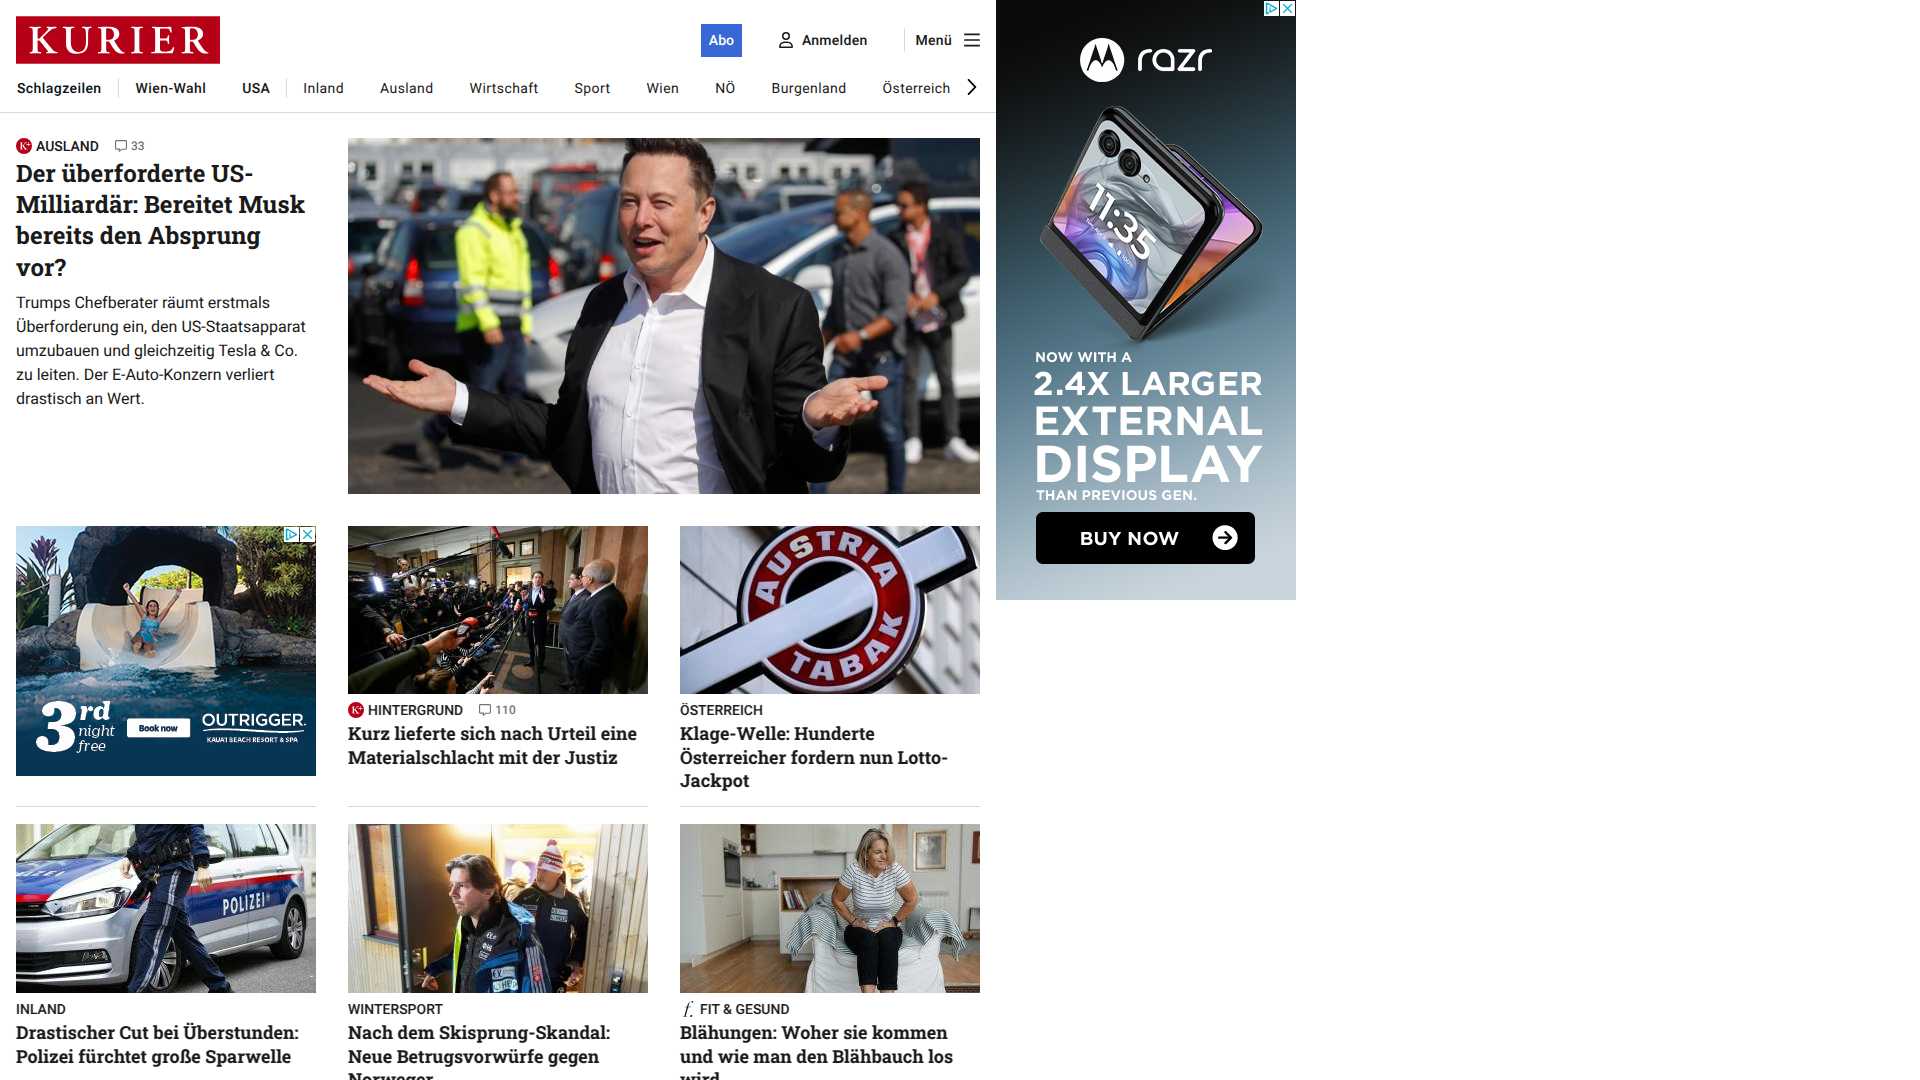 KURIER
Abo
Anmelden
Menü
Schlagzeilen
Wien-Wahl
USA
Inland
Ausland
Wirtschaft
Sport
Wien
NÖ
Burgenland
Österreich
AUSLAND
33
Der überforderte US-
Milliardär: Bereitet Musk
bereits den Absprung
vor?
Trumps Chefberater räumt erstmals
Überforderung ein, den US-Staatsapparat
umzubauen und gleichzeitig Tesla & Co.
zu leiten. Der E-Auto-Konzern verliert
drastisch an Wert.
razr
11:35
NOW WITH A
2.4X LARGER
EXTERNAL
DISPLAY
THAN PREVIOUS GEN.
BUY NOW
3rd
night
free
Book now
OUTRIGGER.
KAUAʻI BEACH RESORT & SPA
HINTERGRUND
110
Kurz lieferte sich nach Urteil eine
Materialschlacht mit der Justiz
AUSTRIA
TABAK
ÖSTERREICH
Klage-Welle: Hunderte
Österreicher fordern nun Lotto-
Jackpot
POLIZEI
INLAND
Drastischer Cut bei Überstunden:
Polizei fürchtet große Sparwelle
WINTERSPORT
Nach dem Skisprung-Skandal:
Neue Betrugsvorwürfe gegen
Norweger
FIT & GESUND
Blähungen: Woher sie kommen
und wie man den Blähbauch los
wird